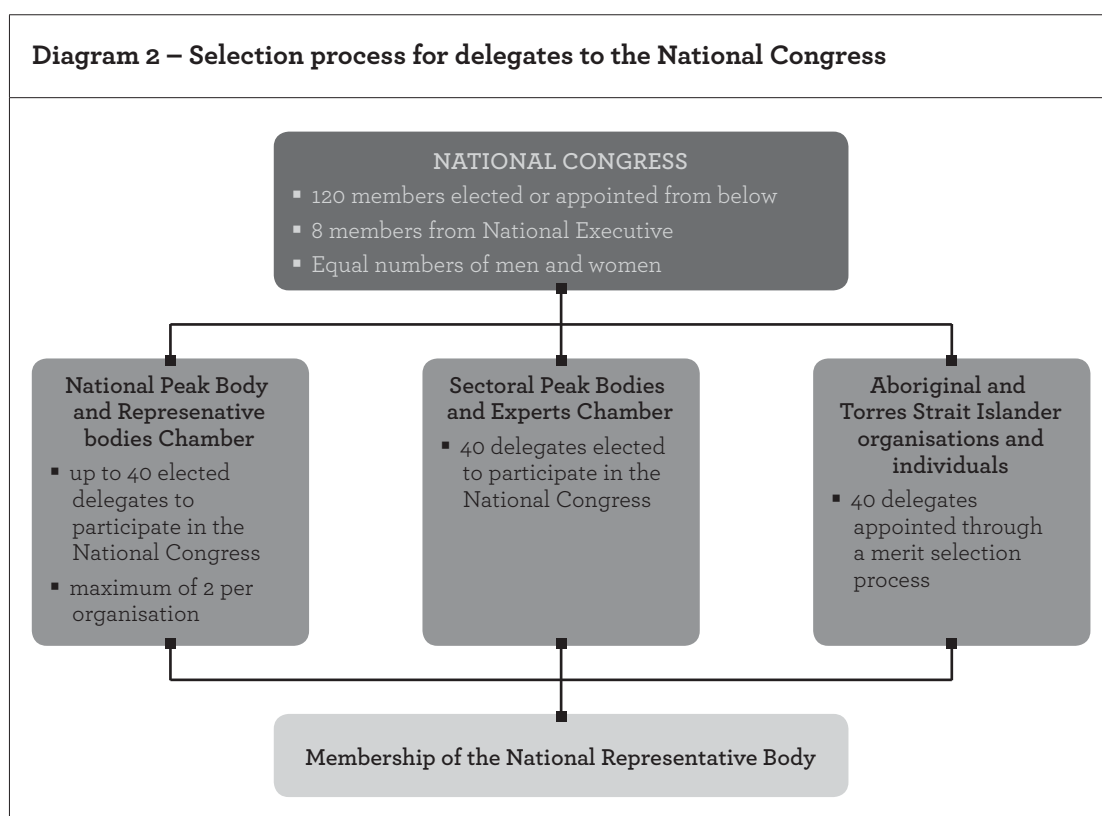 Diagram 2 – Selection process for delegates to the National Congress
NATIONAL CONGRESS
▪ 120 members elected or appointed from below
▪ 8 members from National Executive
▪ Equal numbers of men and women
National Peak Body
and Represenative
bodies Chamber
▪ up to 40 elected
delegates to
participate in the
National Congress
▪ maximum of 2 per
organisation
Sectoral Peak Bodies
and Experts Chamber
▪ 40 delegates elected
to participate in the
National Congress
Aboriginal and
Torres Strait Islander
organisations and
individuals
▪ 40 delegates
appointed through
a merit selection
process
Membership of the National Representative Body